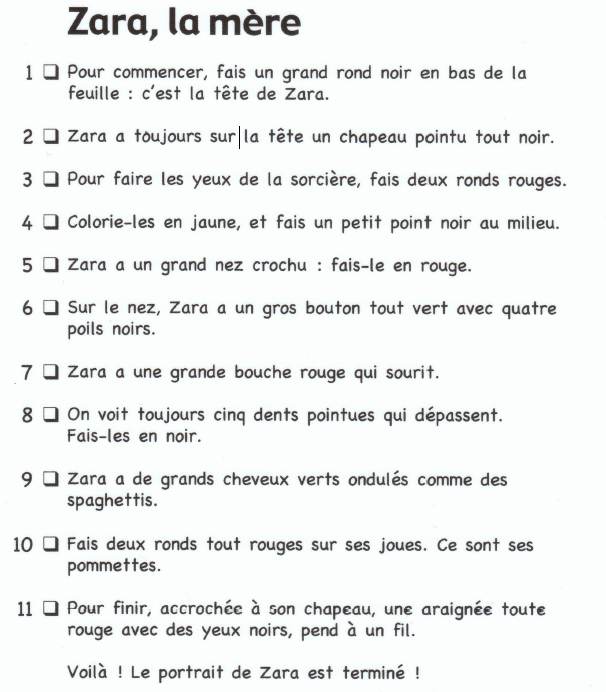 Zara, la mère
1 ❑ Pour commencer, fais un grand rond noir en bas de la
feuille : c'est la tête de Zara.
2 ❑ Zara a toujours sur la tête un chapeau pointu tout noir.
3 ❑ Pour faire les yeux de la sorcière, fais deux ronds rouges.
4 ❑ Colorie-les en jaune, et fais un petit point noir au milieu.
5 ❑ Zara a un grand nez crochu : fais-le en rouge.
6 ❑ Sur le nez, Zara a un gros bouton tout vert avec quatre
poils noirs.
7 ❑ Zara a une grande bouche rouge qui sourit.
8 ❑ On voit toujours cinq dents pointues qui dépassent.
Fais-les en noir.
9 ❑ Zara a de grands cheveux verts ondulés comme des
spaghettis.
10 ❑ Fais deux ronds tout rouges sur ses joues. Ce sont ses
pommettes.
11 ❑ Pour finir, accrochée à son chapeau, une araignée toute
rouge avec des yeux noirs, pend à un fil.
Voilà ! Le portrait de Zara est terminé !